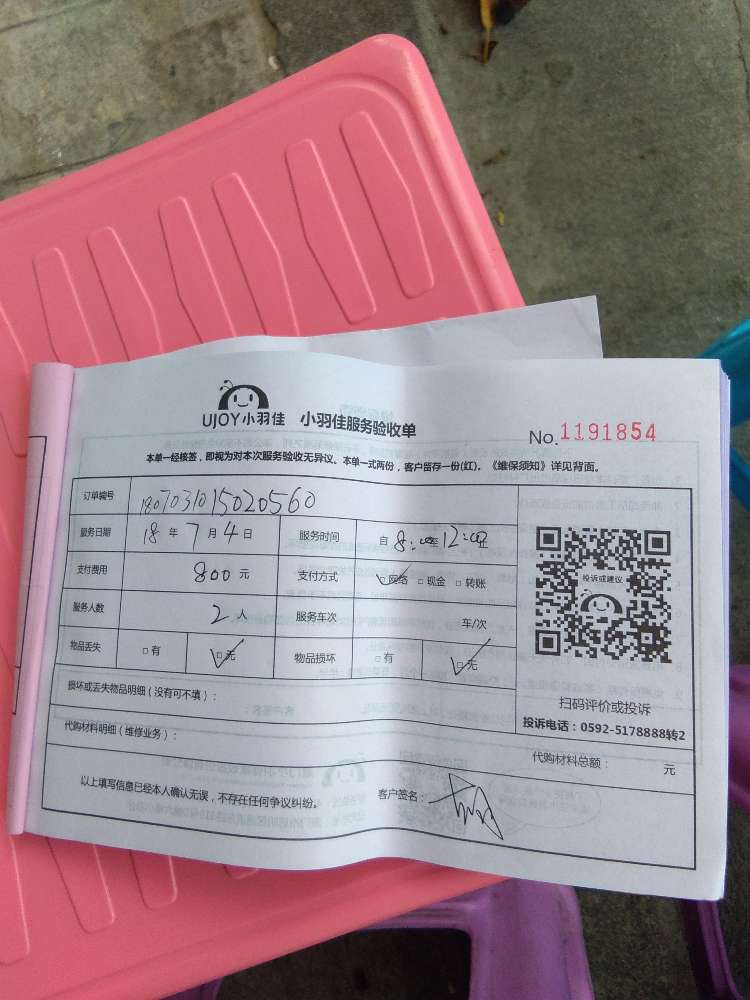 UJOY小羽佳 小羽佳服务验收单
No.1191854
本单一经核签,即视为对本次服务验收无异议。本单一式两份,客户留存一份(红)。《维保须知》详见背面。
订单编号 1807031015020560
服务日期 18 年 7 月 4 日 服务时间 自 8:00至12:00止
支付费用 800 元 支付方式 ☑网络 □现金 □转账
服务人数 2 人 服务车次 车/次
物品丢失 □有 ☑无 物品损坏 □有 ☑无
投诉或建议
扫码评价或投诉
投诉电话:0592-5178888转2
损坏或丢失物品明细(没有可不填):
代购材料明细(维修业务): 代购材料总额: 元
以上填写信息已经本人确认无误,不存在任何争议纠纷。 客户签名: